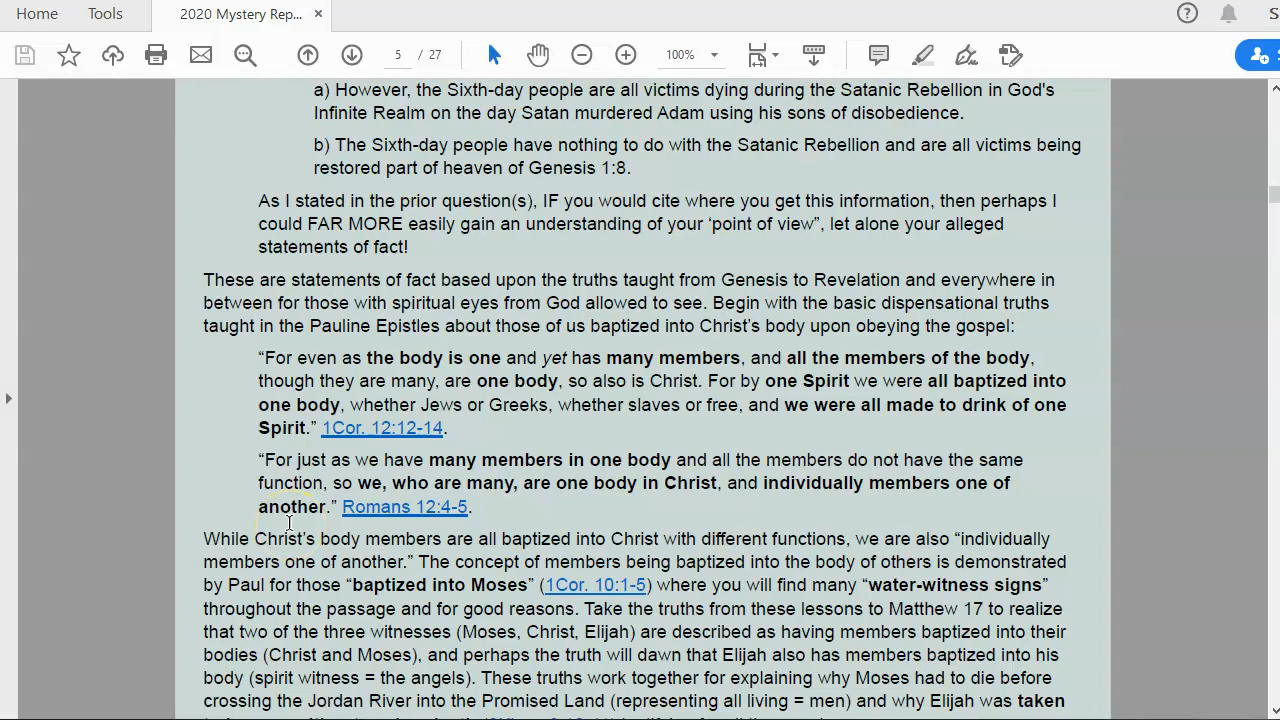 Home Tools 2020 Mystery Rep... × S
5 / 27 100%
a) However, the Sixth-day people are all victims dying during the Satanic Rebellion in God's
Infinite Realm on the day Satan murdered Adam using his sons of disobedience.
b) The Sixth-day people have nothing to do with the Satanic Rebellion and are all victims being
restored part of heaven of Genesis 1:8.
As I stated in the prior question(s), IF you would cite where you get this information, then perhaps I
could FAR MORE easily gain an understanding of your ‘point of view”, let alone your alleged
statements of fact!
These are statements of fact based upon the truths taught from Genesis to Revelation and everywhere in
between for those with spiritual eyes from God allowed to see. Begin with the basic dispensational truths
taught in the Pauline Epistles about those of us baptized into Christ’s body upon obeying the gospel:
“For even as the body is one and yet has many members, and all the members of the body,
though they are many, are one body, so also is Christ. For by one Spirit we were all baptized into
one body, whether Jews or Greeks, whether slaves or free, and we were all made to drink of one
Spirit.” 1Cor. 12:12-14.
“For just as we have many members in one body and all the members do not have the same
function, so we, who are many, are one body in Christ, and individually members one of
another.” Romans 12:4-5.
While Christ’s body members are all baptized into Christ with different functions, we are also “individually
members one of another.” The concept of members being baptized into the body of others is demonstrated
by Paul for those “baptized into Moses” (1Cor. 10:1-5) where you will find many “water-witness signs”
throughout the passage and for good reasons. Take the truths from these lessons to Matthew 17 to realize
that two of the three witnesses (Moses, Christ, Elijah) are described as having members baptized into their
bodies (Christ and Moses), and perhaps the truth will dawn that Elijah also has members baptized into his
body (spirit witness = the angels). These truths work together for explaining why Moses had to die before
crossing the Jordan River into the Promised Land (representing all living = men) and why Elijah was taken